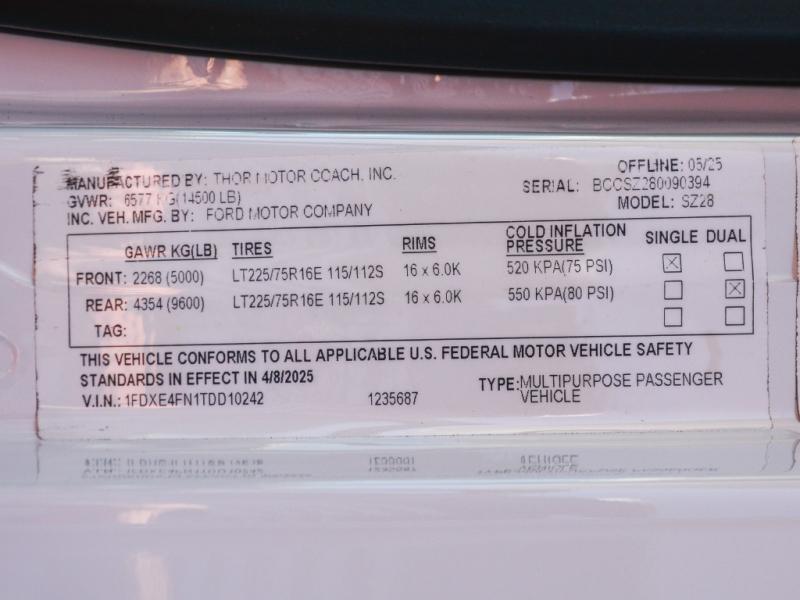 MANUFACTURED BY: THOR MOTOR COACH, INC.
OFFLINE: 05/25
GVWR: 6577 KG(14500 LB)
SERIAL: BCCSZ280090394
INC. VEH. MFG. BY: FORD MOTOR COMPANY
MODEL: SZ28
GAWR KG(LB) TIRES RIMS COLD INFLATION PRESSURE SINGLE DUAL
FRONT: 2268 (5000) LT225/75R16E 115/112S 16 x 6.0K 520 KPA(75 PSI)
REAR: 4354 (9600) LT225/75R16E 115/112S 16 x 6.0K 550 KPA(80 PSI)
TAG:
THIS VEHICLE CONFORMS TO ALL APPLICABLE U.S. FEDERAL MOTOR VEHICLE SAFETY
STANDARDS IN EFFECT IN 4/8/2025
V.I.N.: 1FDXE4FN1TDD10242 1235687
TYPE: MULTIPURPOSE PASSENGER
VEHICLE